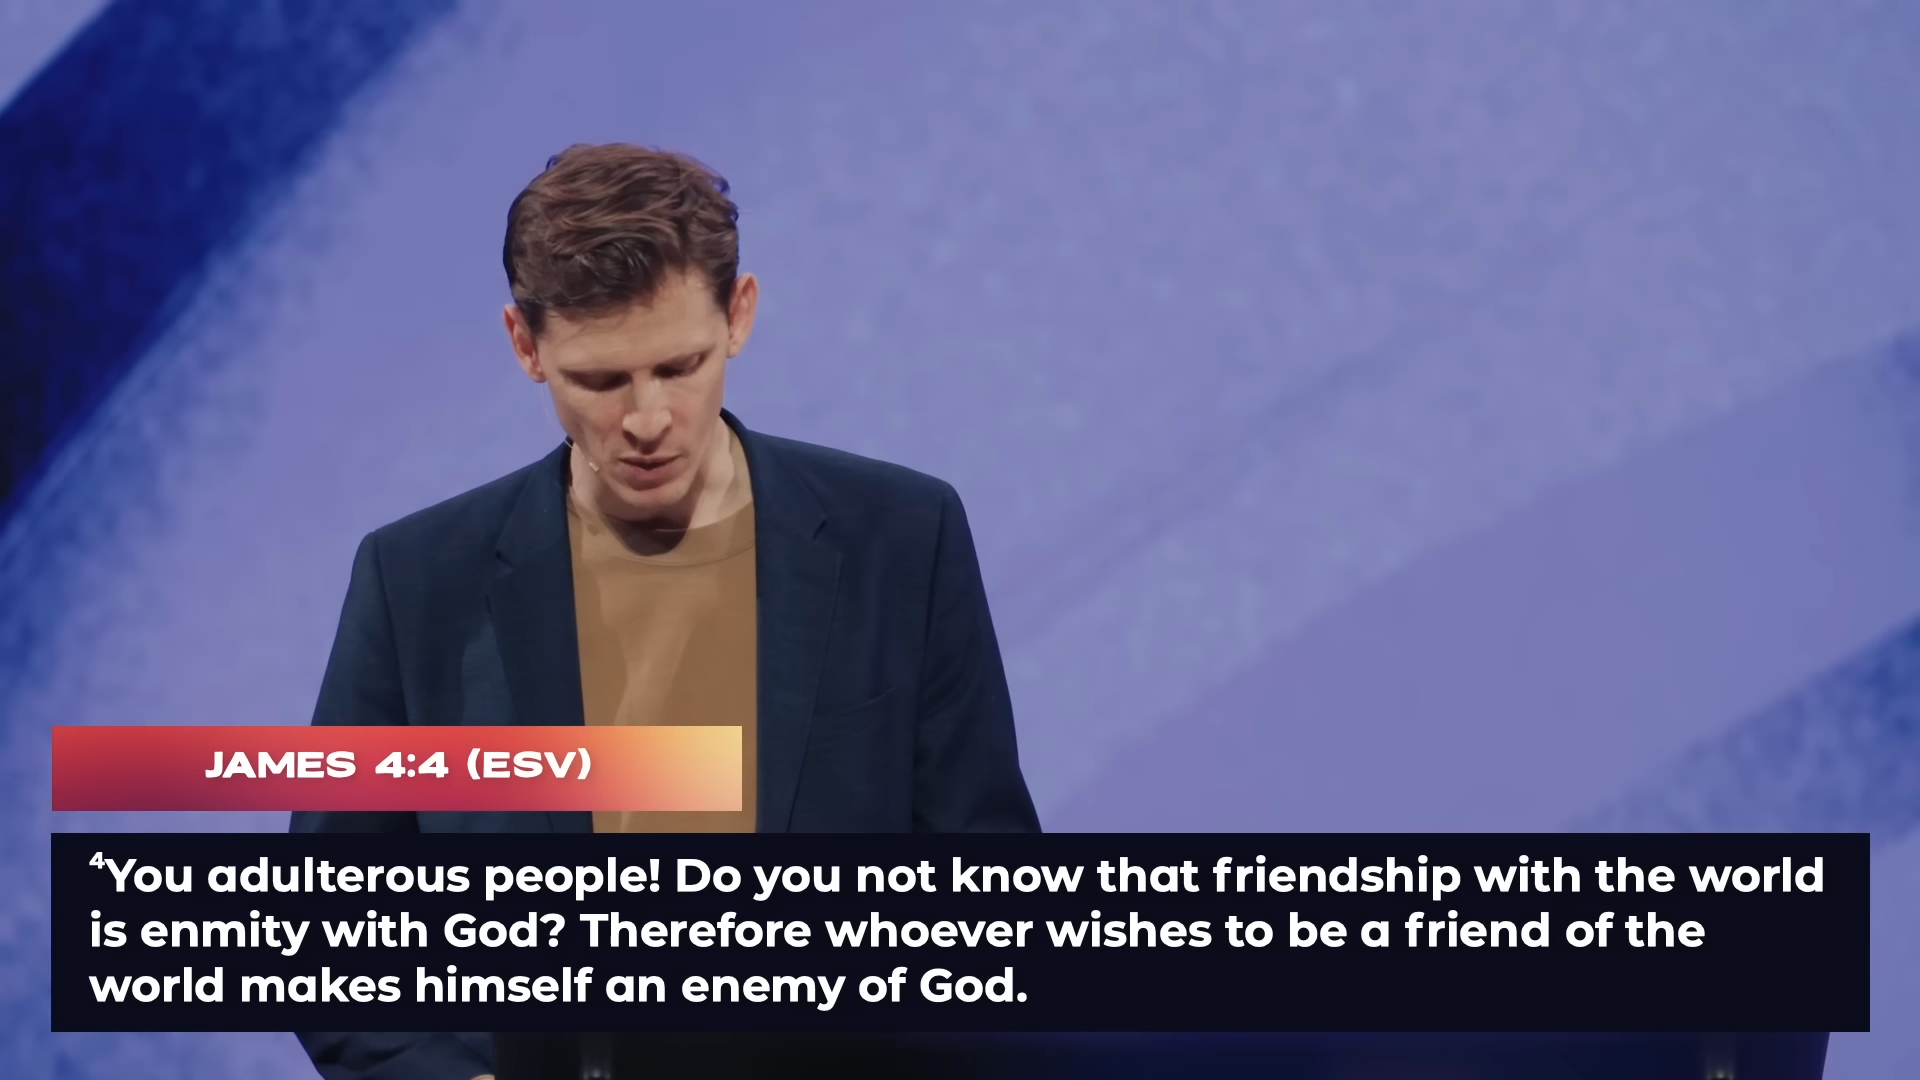 JAMES 4:4 (ESV)
⁴You adulterous people! Do you not know that friendship with the world
is enmity with God? Therefore whoever wishes to be a friend of the
world makes himself an enemy of God.